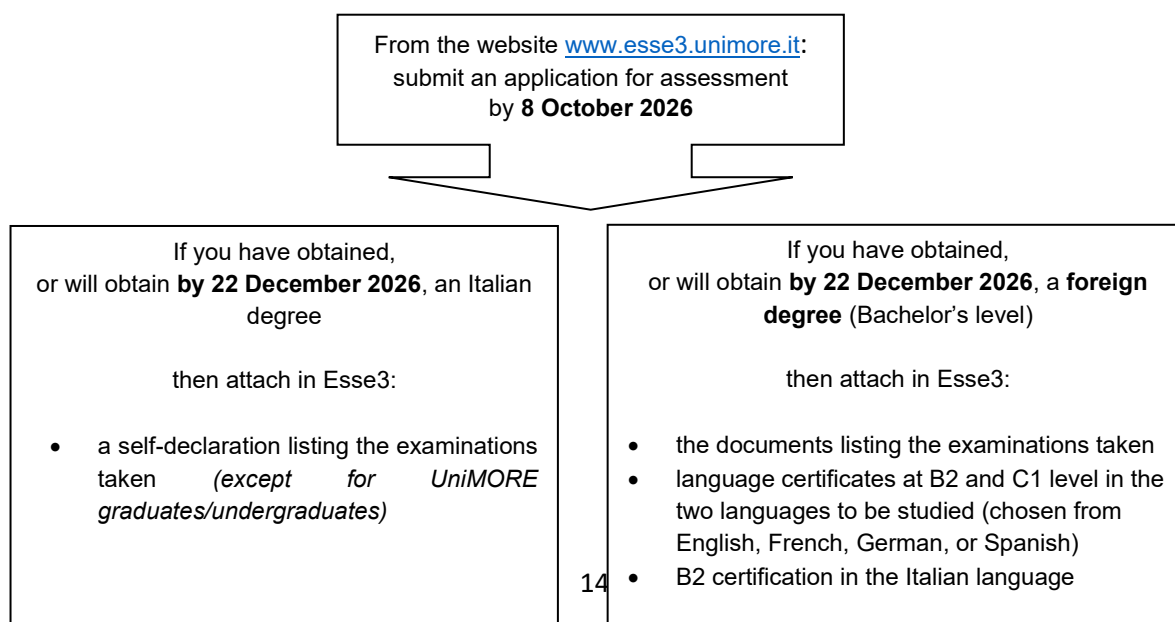 From the website www.esse3.unimore.it:
submit an application for assessment
by 8 October 2026
If you have obtained,
or will obtain by 22 December 2026, an Italian
degree
then attach in Esse3:
• a self-declaration listing the examinations
taken (except for UniMORE
graduates/undergraduates)
If you have obtained,
or will obtain by 22 December 2026, a foreign
degree (Bachelor’s level)
then attach in Esse3:
• the documents listing the examinations taken
• language certificates at B2 and C1 level in the
two languages to be studied (chosen from
English, French, German, or Spanish)
• B2 certification in the Italian language
14